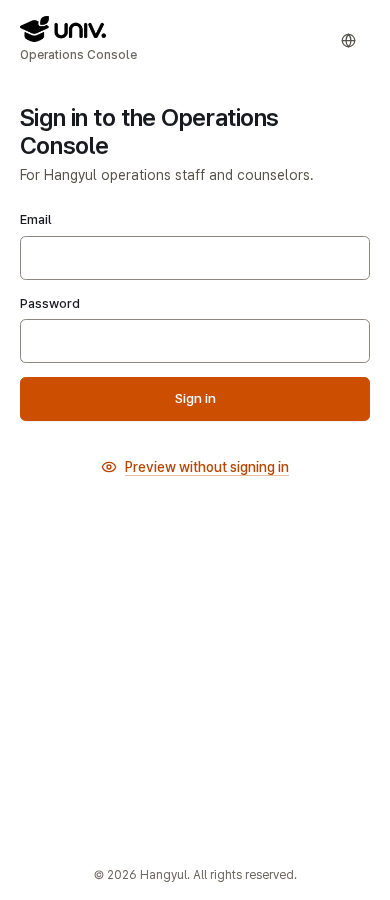 UNIV.
Operations Console
Sign in to the Operations
Console
For Hangyul operations staff and counselors.
Email
Password
Sign in
Preview without signing in
© 2026 Hangyul. All rights reserved.